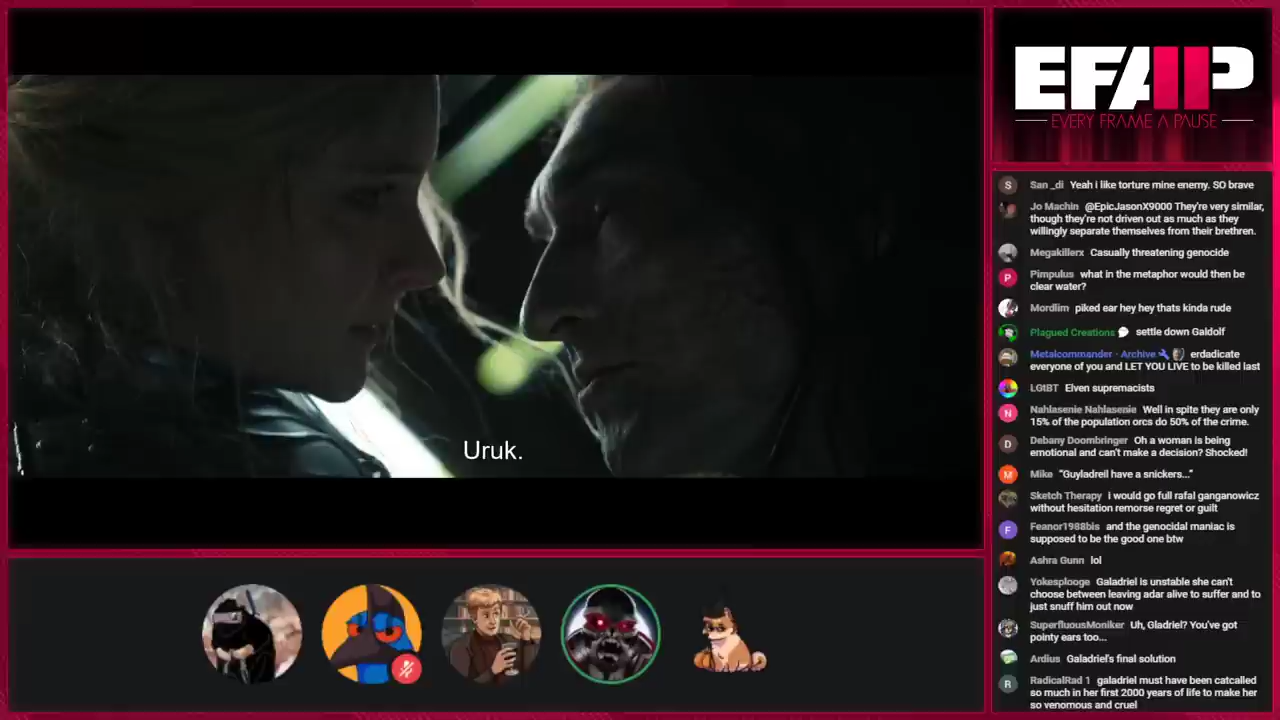 Uruk.
EFAP
EVERY FRAME A PAUSE
S San _di Yeah i like torture mine enemy. SO brave
Jo Machin @EpicJasonX9000 They're very similar,
though they're not driven out as much as they
willingly separate themselves from their brethren.
Megakillerx Casually threatening genocide
P Pimpulus what in the metaphor would then be
clear water?
Mordlim piked ear hey hey thats kinda rude
Plagued Creations settle down Galdolf
Metalcommander - Archive erdadicate
everyone of you and LET YOU LIVE to be killed last
LGtBT Elven supremacists
N Nahlasenie Nahlasenie Well in spite they are only
15% of the population orcs do 50% of the crime.
D Debany Doombringer Oh a woman is being
emotional and can't make a decision? Shocked!
M Mike "Guyladreil have a snickers..."
Sketch Therapy i would go full rafal ganganowicz
without hesitation remorse regret or guilt
F Feanor1988bis and the genocidal maniac is
supposed to be the good one btw
Ashra Gunn lol
Yokesplooge Galadriel is unstable she can't
choose between leaving adar alive to suffer and to
just snuff him out now
SuperfluousMoniker Uh, Gladriel? You've got
pointy ears too...
Ardius Galadriel's final solution
R RadicalRad 1 galadriel must have been catcalled
so much in her first 2000 years of life to make her
so venomous and cruel